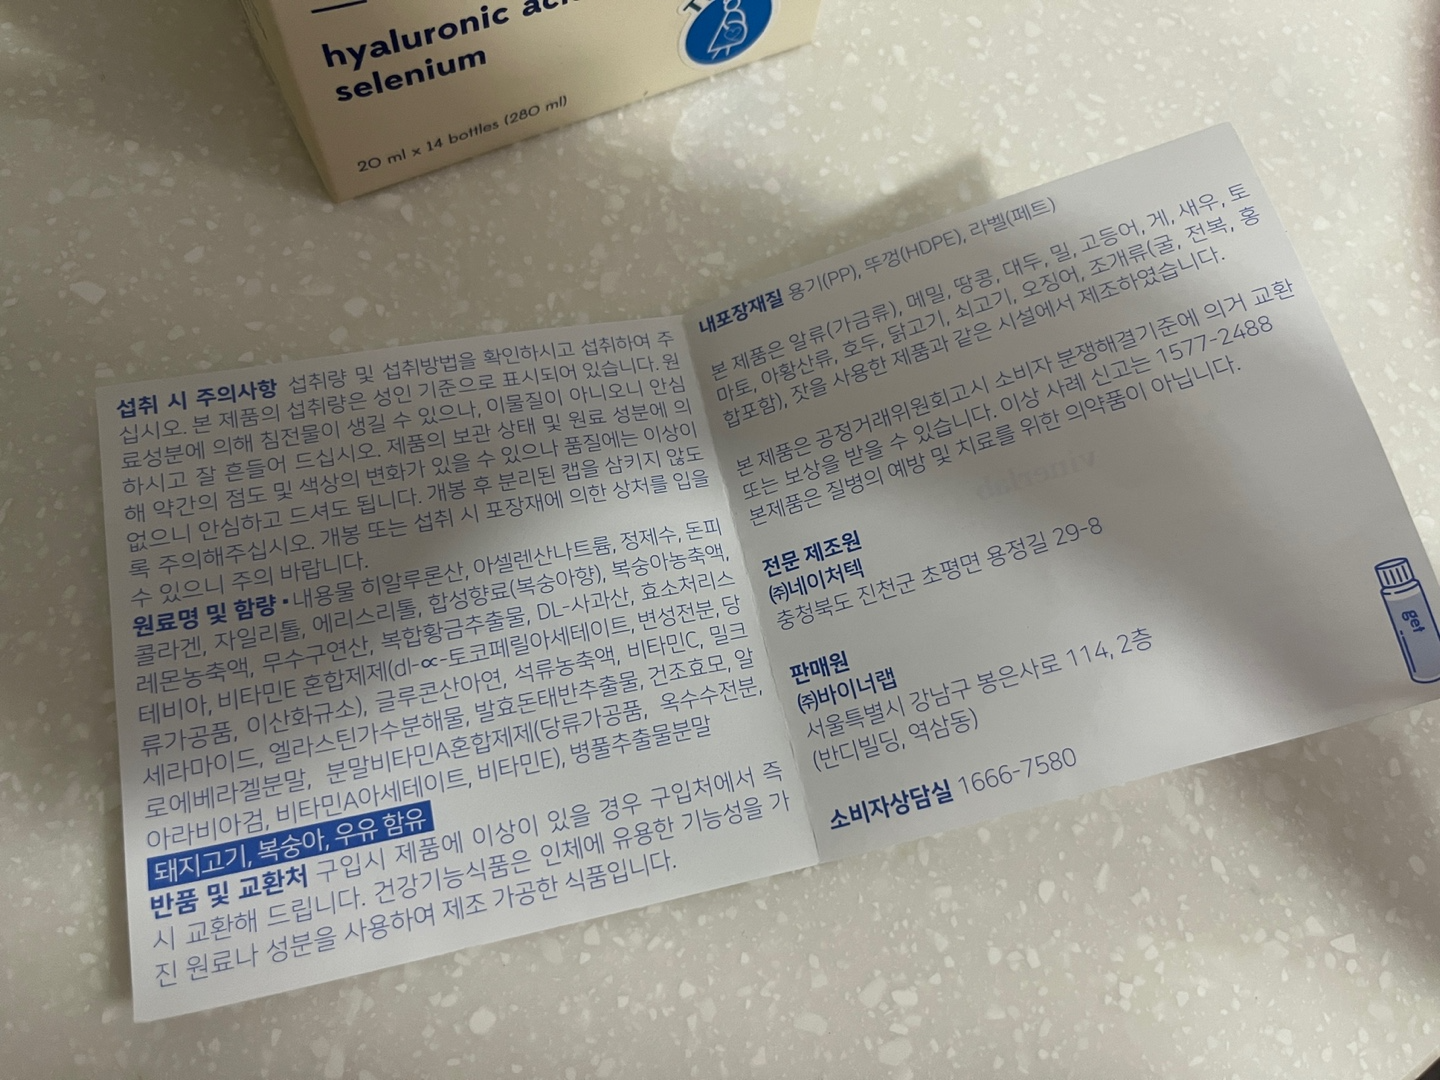 hyaluronic
selenium
20 ml × 14 bottles (280 ml)
섭취 시 주의사항 섭취량 및 섭취방법을 확인하시고 섭취하여 주
십시오. 본 제품의 섭취량은 성인 기준으로 표시되어 있습니다. 원
료성분에 의해 침전물이 생길 수 있으나, 이물질이 아니오니 안심
하시고 잘 흔들어 드십시오. 제품의 보관 상태 및 원료 성분에 의
해 약간의 점도 및 색상의 변화가 있을 수 있으나 품질에는 이상이
없으니 안심하고 드셔도 됩니다. 개봉 후 분리된 캡을 삼키지 않도
록 주의해주십시오. 개봉 또는 섭취 시 포장재에 의한 상처를 입을
수 있으니 주의 바랍니다.
원료명 및 함량 • 내용물 히알루론산, 아셀렌산나트륨, 정제수, 돈피
콜라겐, 자일리톨, 에리스리톨, 합성향료(복숭아향), 복숭아농축액,
레몬농축액, 무수구연산, 복합황금추출물, DL-사과산, 효소처리스
테비아, 비타민E 혼합제제(dl-∝-토코페릴아세테이트, 변성전분, 당
류가공품, 이산화규소), 글루콘산아연, 석류농축액, 비타민C, 밀크
세라마이드, 엘라스틴가수분해물, 발효돈태반추출물, 건조효모, 알
로에베라겔분말, 분말비타민A혼합제제(당류가공품, 옥수수전분,
아라비아검, 비타민A아세테이트, 비타민E), 병풀추출물분말
돼지고기, 복숭아, 우유 함유
반품 및 교환처 구입시 제품에 이상이 있을 경우 구입처에서 즉
시 교환해 드립니다. 건강기능식품은 인체에 유용한 기능성을 가
진 원료나 성분을 사용하여 제조 가공한 식품입니다.
내포장재질 용기(PP), 뚜껑(HDPE), 라벨(페트)
본 제품은 알류(가금류), 메밀, 땅콩, 대두, 밀, 고등어, 게, 새우, 토
마토, 아황산류, 호두, 닭고기, 쇠고기, 오징어, 조개류(굴, 전복, 홍
합포함), 잣을 사용한 제품과 같은 시설에서 제조하였습니다.
본 제품은 공정거래위원회고시 소비자 분쟁해결기준에 의거 교환
또는 보상을 받을 수 있습니다. 이상 사례 신고는 1577-2488
본제품은 질병의 예방 및 치료를 위한 의약품이 아닙니다.
전문 제조원
㈜네이처텍
충청북도 진천군 초평면 용정길 29-8
판매원
㈜바이너랩
서울특별시 강남구 봉은사로 114, 2층
(반디빌딩, 역삼동)
소비자상담실 1666-7580
get